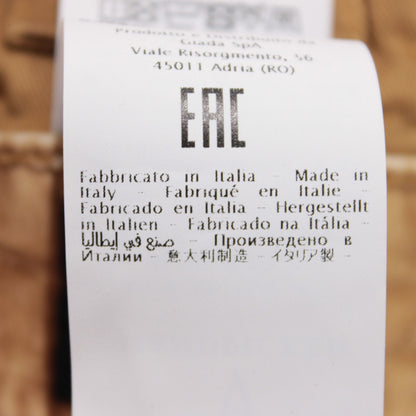 Prodotto e Distribuito da
Giada SpA
Viale Risorgimento, 36
45011 Adria (RO)
EAC
Fabbricato in Italia - Made in
Italy - Fabriqué en Italie -
Fabricado en Italia - Hergestellt
in Italien - Fabricado na Itália -
صنع في إيطاليا - Произведено в
Италии - 意大利制造 - イタリア製 -